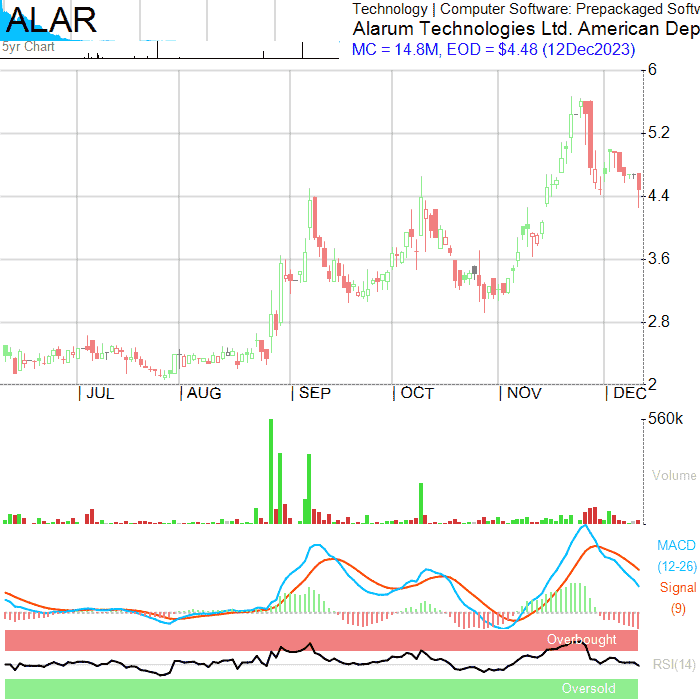 ALAR
5yr Chart
Technology | Computer Software: Prepackaged Softw
Alarum Technologies Ltd. American Dep
MC = 14.8M, EOD = $4.48 (12Dec2023)
6
5.2
4.4
3.6
2.8
2
| JUL | AUG | SEP | OCT | NOV | DEC
560k
Volume
MACD
(12-26)
Signal
(9)
Overbought
RSI(14)
Oversold